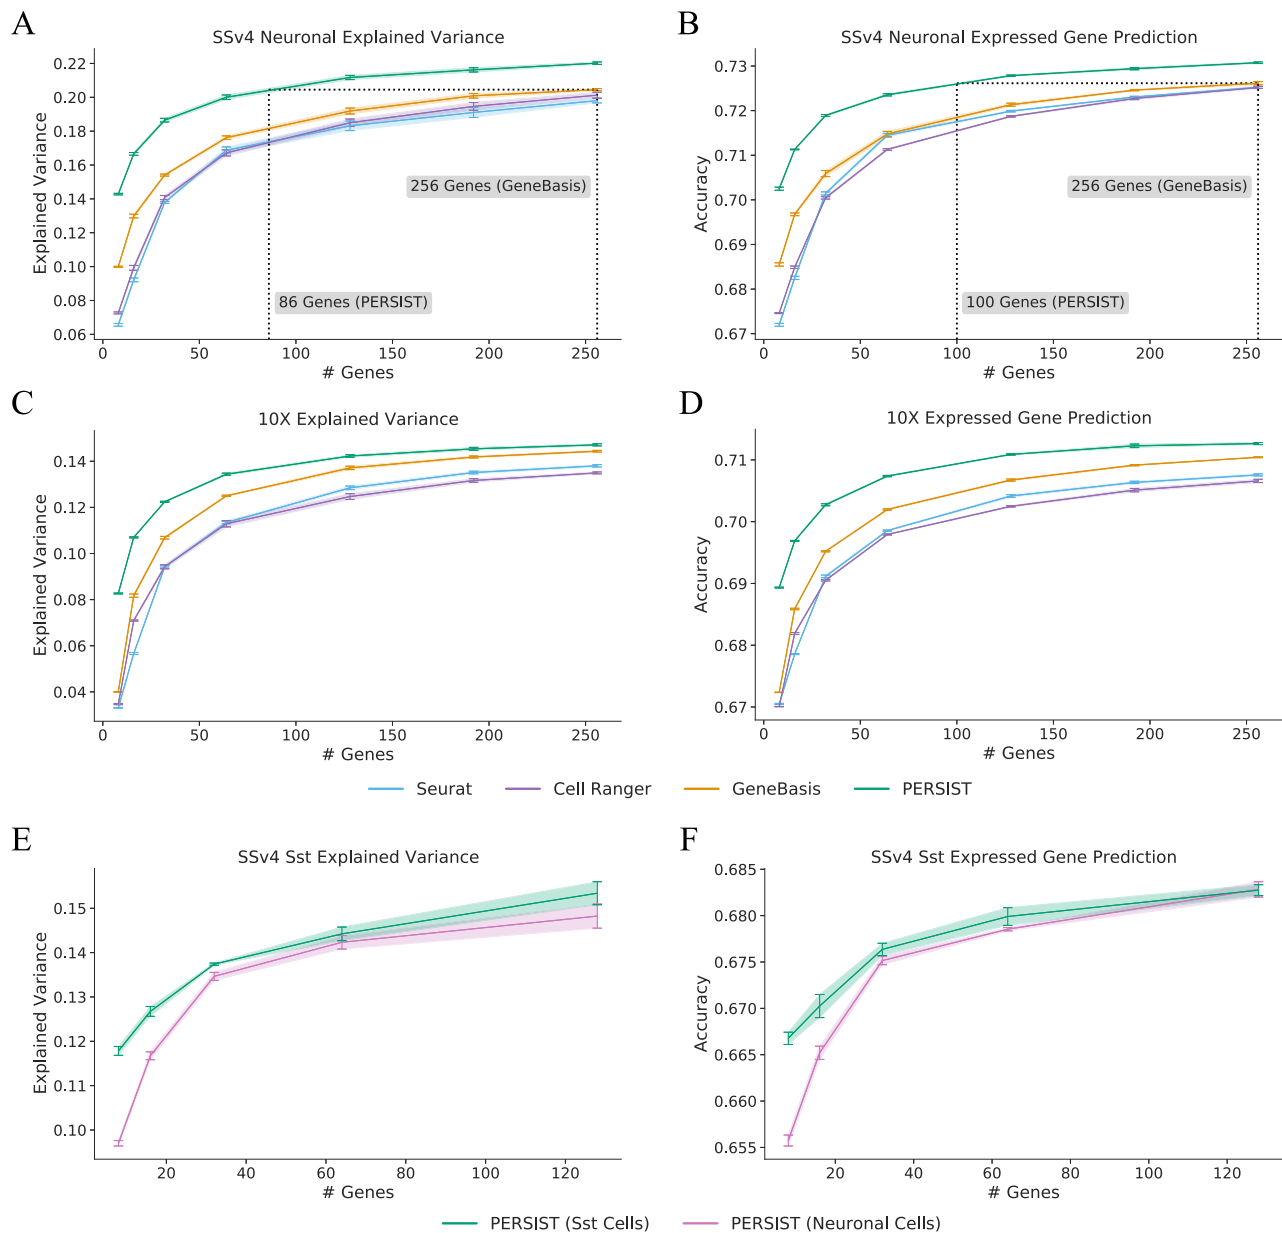 A
SSv4 Neuronal Explained Variance
Explained Variance
0.22
0.20
0.18
0.16
0.14
0.12
0.10
0.08
0.06
256 Genes (GeneBasis)
86 Genes (PERSIST)
0
50
100
150
200
250
# Genes
B
SSv4 Neuronal Expressed Gene Prediction
Accuracy
0.73
0.72
0.71
0.70
0.69
0.68
0.67
256 Genes (GeneBasis)
100 Genes (PERSIST)
0
50
100
150
200
250
# Genes
C
10X Explained Variance
Explained Variance
0.14
0.12
0.10
0.08
0.06
0.04
0
50
100
150
200
250
# Genes
D
10X Expressed Gene Prediction
Accuracy
0.71
0.70
0.69
0.68
0.67
0
50
100
150
200
250
# Genes
Seurat
Cell Ranger
GeneBasis
PERSIST
E
SSv4 Sst Explained Variance
Explained Variance
0.15
0.14
0.13
0.12
0.11
0.10
20
40
60
80
100
120
# Genes
F
SSv4 Sst Expressed Gene Prediction
Accuracy
0.685
0.680
0.675
0.670
0.665
0.660
0.655
20
40
60
80
100
120
# Genes
PERSIST (Sst Cells)
PERSIST (Neuronal Cells)